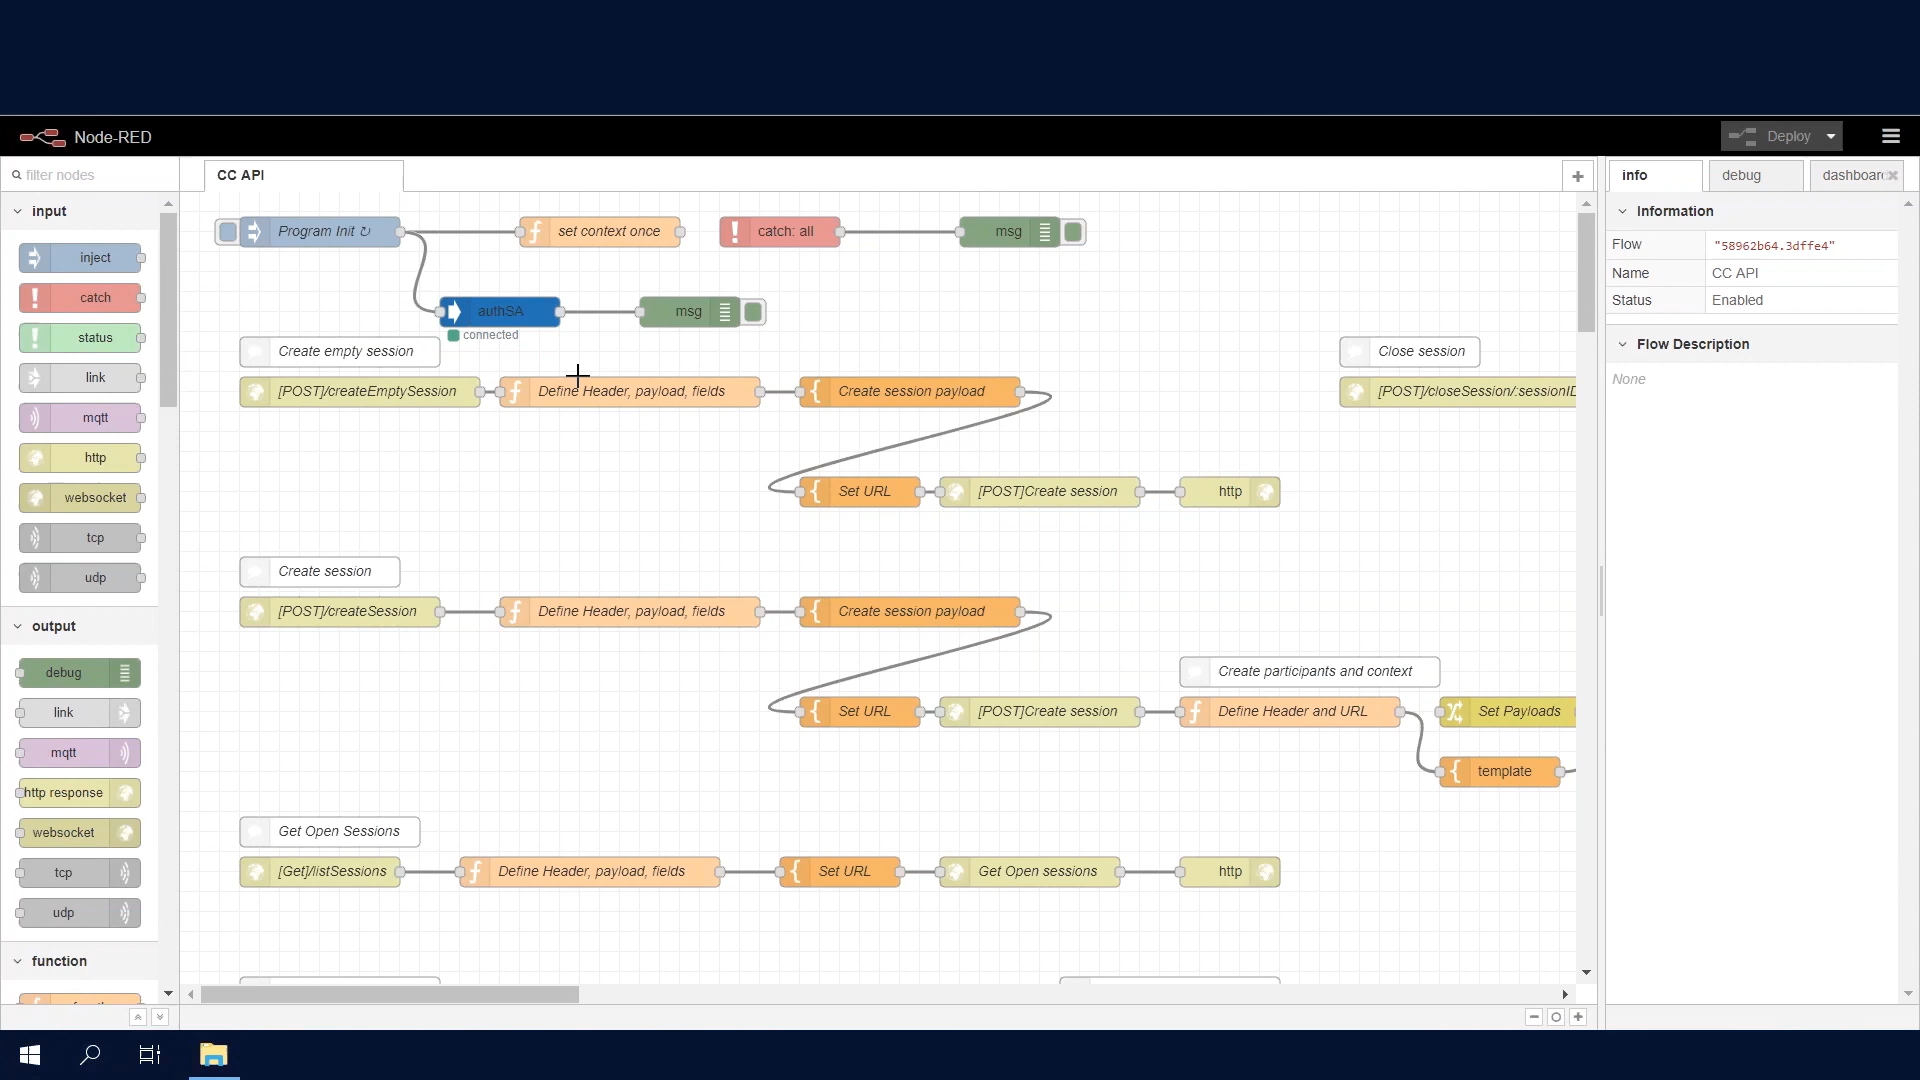 Node-RED
Deploy
filter nodes
CC API
info
debug
dashboar
input
inject
catch
status
link
mqtt
http
websocket
tcp
udp
output
debug
link
mqtt
http response
websocket
tcp
udp
function
Program Init ↻
set context once
catch: all
msg
authSA
connected
msg
Create empty session
Close session
[POST]/createEmptySession
Define Header, payload, fields
Create session payload
[POST]/closeSession/:sessionID
Set URL
[POST]Create session
http
Create session
[POST]/createSession
Define Header, payload, fields
Create session payload
Create participants and context
Set URL
[POST]Create session
Define Header and URL
Set Payloads
template
Get Open Sessions
[Get]/listSessions
Define Header, payload, fields
Set URL
Get Open sessions
http
Information
Flow "58962b64.3dffe4"
Name CC API
Status Enabled
Flow Description
None